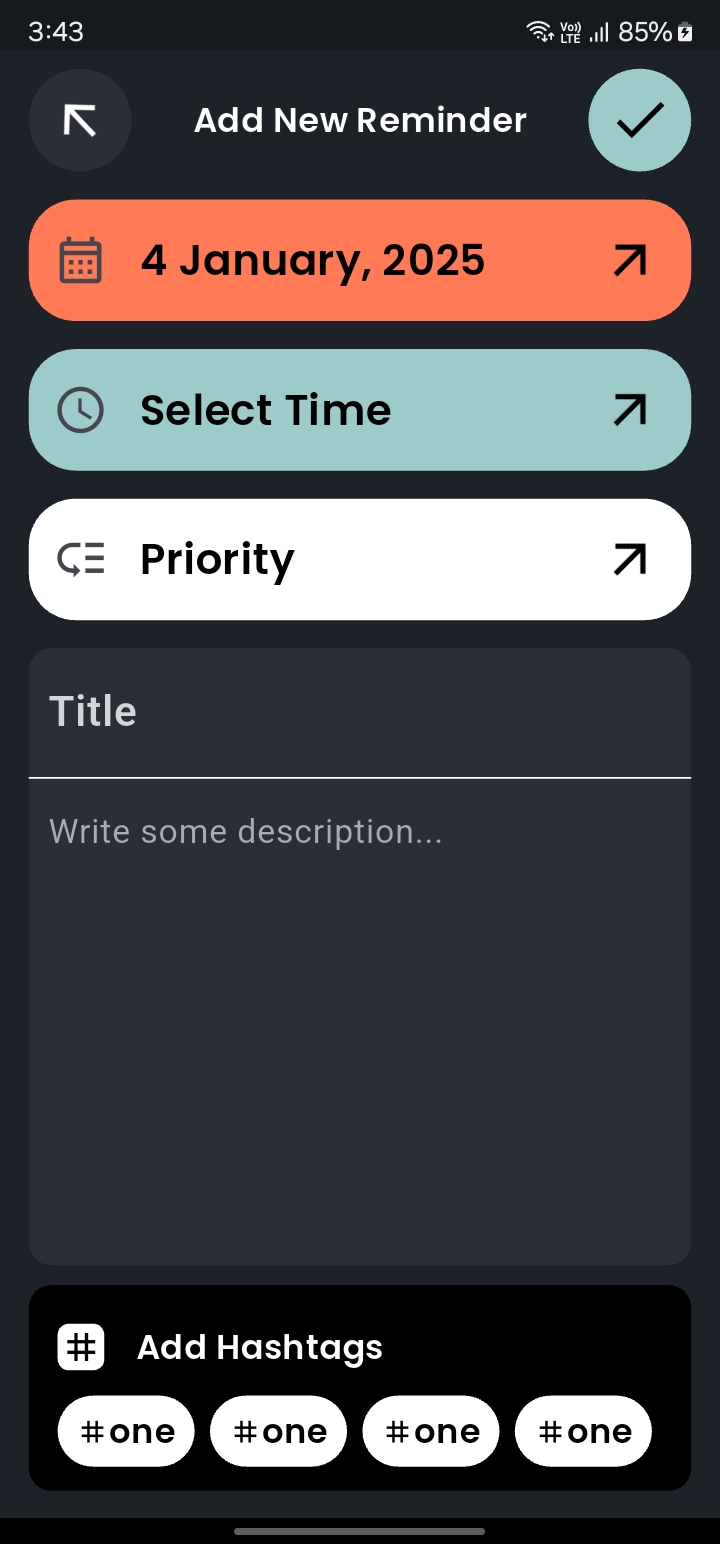 3:43 Vo)) LTE 85%
Add New Reminder
4 January, 2025
Select Time
Priority
Title
Write some description...
# Add Hashtags
#one #one #one #one